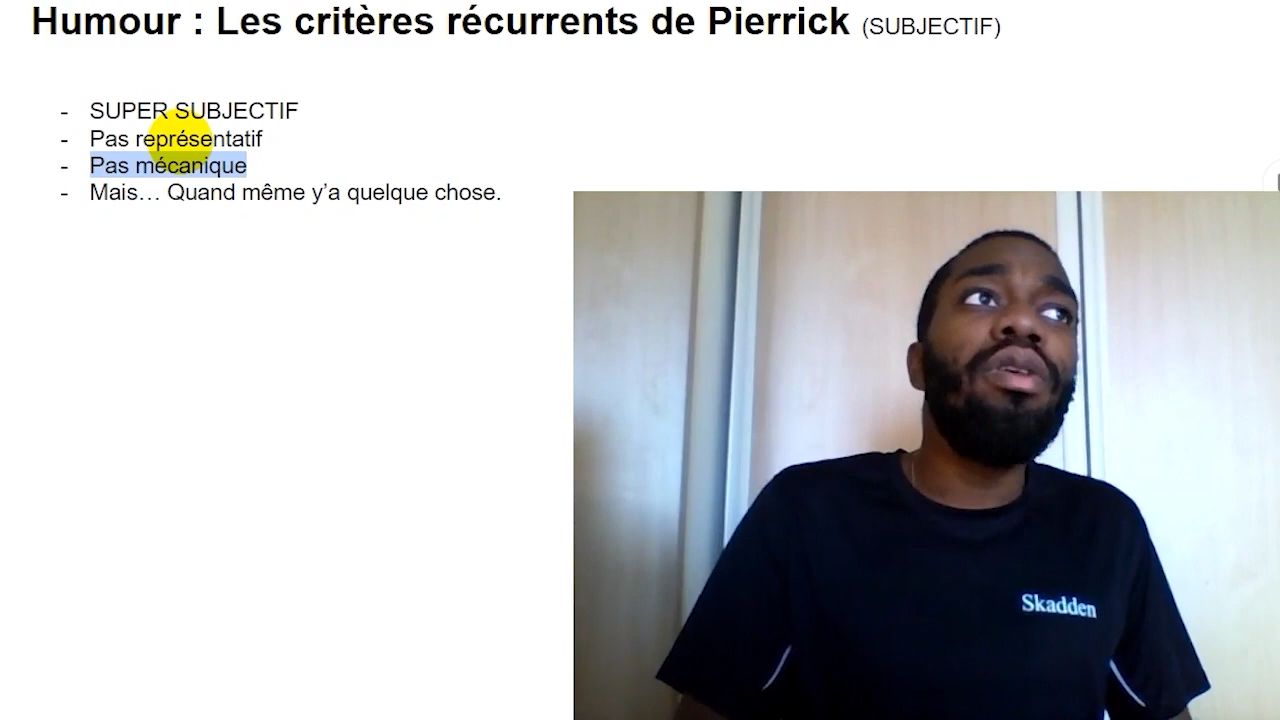 Humour : Les critères récurrents de Pierrick (SUBJECTIF)
- SUPER SUBJECTIF
- Pas représentatif
- Pas mécanique
- Mais… Quand même y’a quelque chose.
Skadden